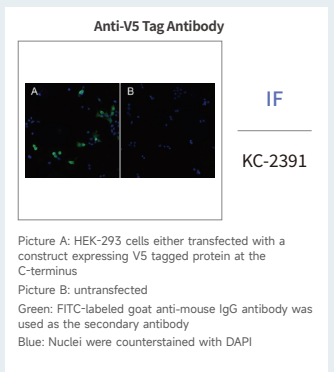 Anti-V5 Tag Antibody
A
B
IF
KC-2391
Picture A: HEK-293 cells either transfected with a
construct expressing V5 tagged protein at the
C-terminus
Picture B: untransfected
Green: FITC-labeled goat anti-mouse IgG antibody was
used as the secondary antibody
Blue: Nuclei were counterstained with DAPI